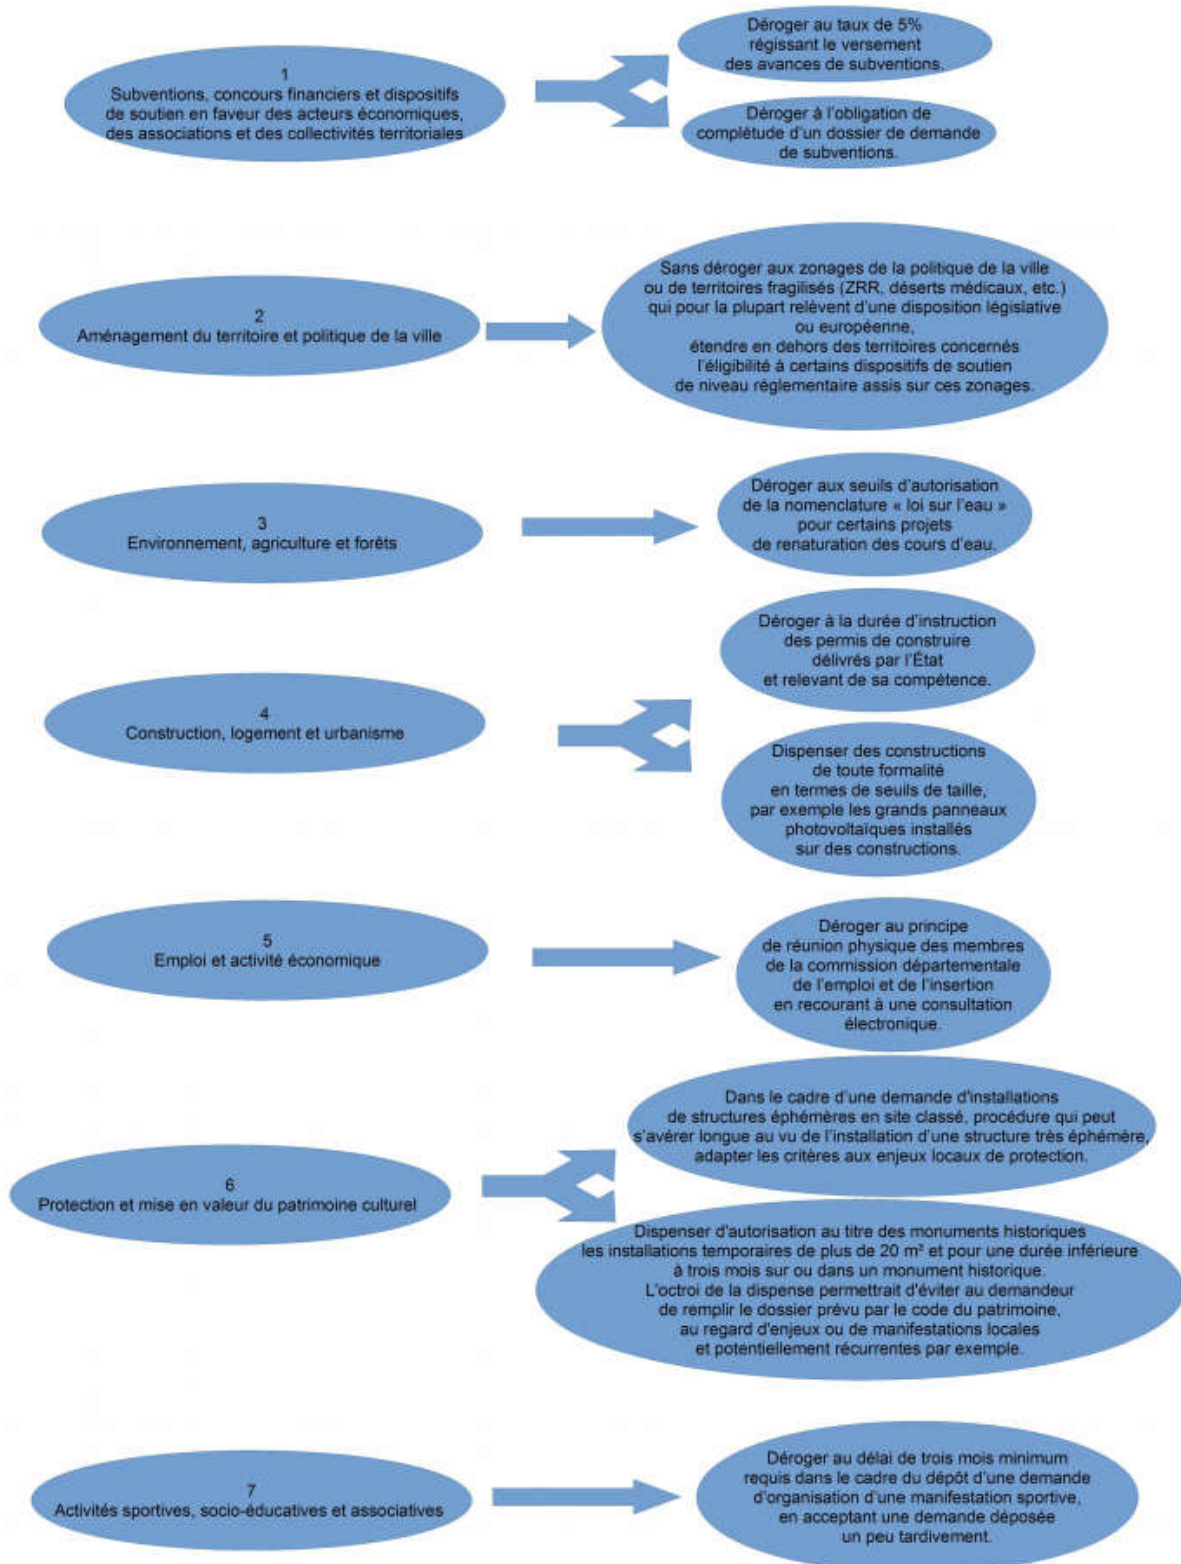 1
Subventions, concours financiers et dispositifs
de soutien en faveur des acteurs économiques,
des associations et des collectivités territoriales
Déroger au taux de 5%
régissant le versement
des avances de subventions.
Déroger à l'obligation de
complétude d'un dossier de demande
de subventions.
2
Aménagement du territoire et politique de la ville
Sans déroger aux zonages de la politique de la ville
ou de territoires fragilisés (ZRR, déserts médicaux, etc.)
qui pour la plupart relèvent d'une disposition législative
ou européenne,
étendre en dehors des territoires concernés
l'éligibilité à certains dispositifs de soutien
de niveau réglementaire assis sur ces zonages.
3
Environnement, agriculture et forêts
Déroger aux seuils d'autorisation
de la nomenclature « loi sur l'eau »
pour certains projets
de renaturation des cours d'eau.
4
Construction, logement et urbanisme
Déroger à la durée d'instruction
des permis de construire
délivrés par l'État
et relevant de sa compétence.
Dispenser des constructions
de toute formalité
en termes de seuils de taille,
par exemple les grands panneaux
photovoltaïques installés
sur des constructions.
5
Emploi et activité économique
Déroger au principe
de réunion physique des membres
de la commission départementale
de l'emploi et de l'insertion
en recourant à une consultation
électronique.
6
Protection et mise en valeur du patrimoine culturel
Dans le cadre d'une demande d'installations
de structures éphémères en site classé, procédure qui peut
s'avérer longue au vu de l'installation d'une structure très éphémère,
adapter les critères aux enjeux locaux de protection.
Dispenser d'autorisation au titre des monuments historiques
les installations temporaires de plus de 20 m² et pour une durée inférieure
à trois mois sur ou dans un monument historique.
L'octroi de la dispense permettrait d'éviter au demandeur
de remplir le dossier prévu par le code du patrimoine,
au regard d'enjeux ou de manifestations locales
et potentiellement récurrentes par exemple.
7
Activités sportives, socio-éducatives et associatives
Déroger au délai de trois mois minimum
requis dans le cadre du dépôt d'une demande
d'organisation d'une manifestation sportive,
en acceptant une demande déposée
un peu tardivement.